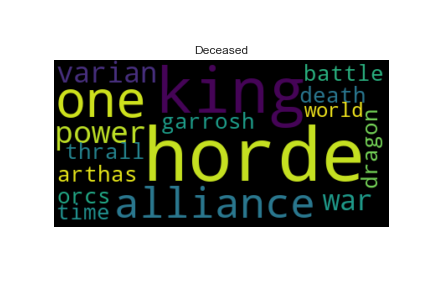 Deceased
varian
king
battle
one
death
world
garrosh
power
horde
dragon
thrall
arthas
orcs
alliance
war
time